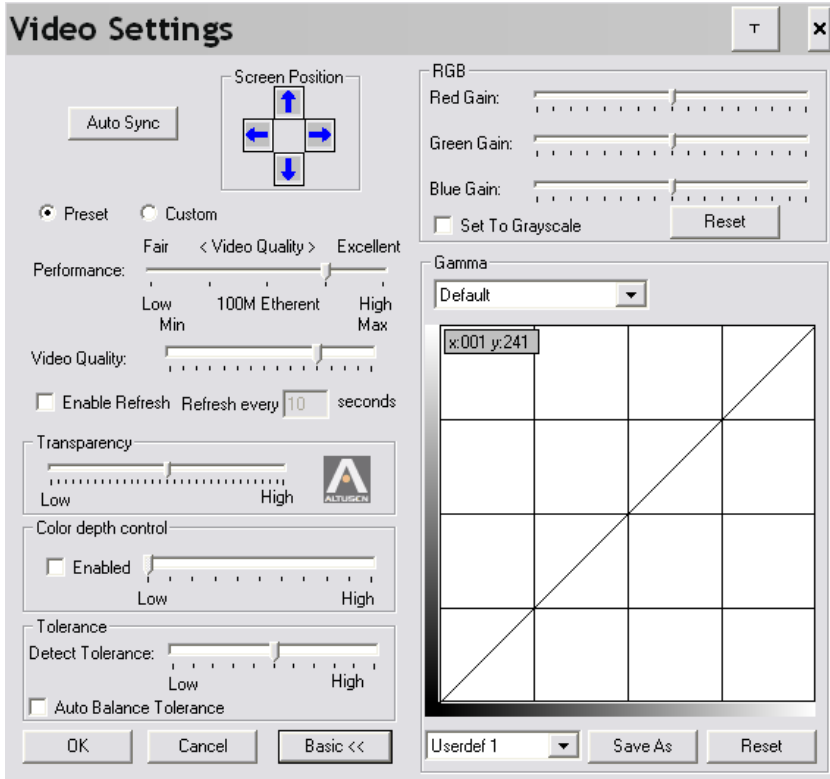 Video Settings
T
×
Screen Position
Auto Sync
Preset
Custom
Fair < Video Quality > Excellent
Performance:
Low 100M Etherent High
Min Max
Video Quality:
Enable Refresh Refresh every 10 seconds
Transparency
Low High
ALTUSEN
Color depth control
Enabled
Low High
Tolerance
Detect Tolerance:
Low High
Auto Balance Tolerance
OK Cancel Basic <<
RGB
Red Gain:
Green Gain:
Blue Gain:
Set To Grayscale Reset
Gamma
Default
x:001 y:241
Userdef 1 Save As Reset